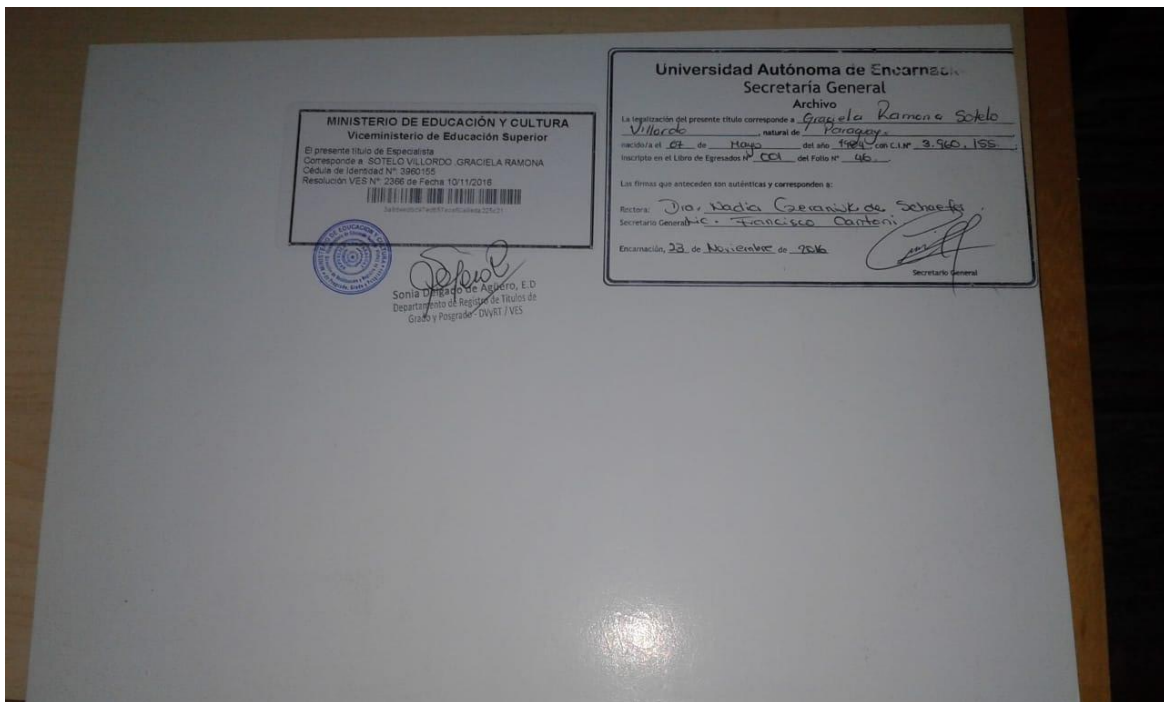 MINISTERIO DE EDUCACIÓN Y CULTURA
Viceministerio de Educación Superior
El presente título de Especialista
Corresponde a SOTELO VILLORDO ,GRACIELA RAMONA
Cédula de Identidad N°: 3960155
Resolución VES N°: 2366 de Fecha 10/11/2016
Sonia Delgado de Agüero, E.D
Departamento de Registro de Títulos de
Grado y Posgrado - DVyRT / VES
Universidad Autónoma de
Secretaría General
Archivo
La legalización del presente título corresponde a Graciela Ramona Sotelo
Villordo, natural de Paraguay.
nacido/a el 07 de Mayo del año 1984 con C.I.Nº 3.960.155
Inscripto en el Libro de Egresados Nº 001 del Folio Nº 46.
Las firmas que anteceden son auténticas y corresponden a:
Rectora: Dra. Nadia de Schaefer.
Secretario General: Lic. Francisco Cantoni
Encarnación, 23 de Noviembre de 2016
Secretario General